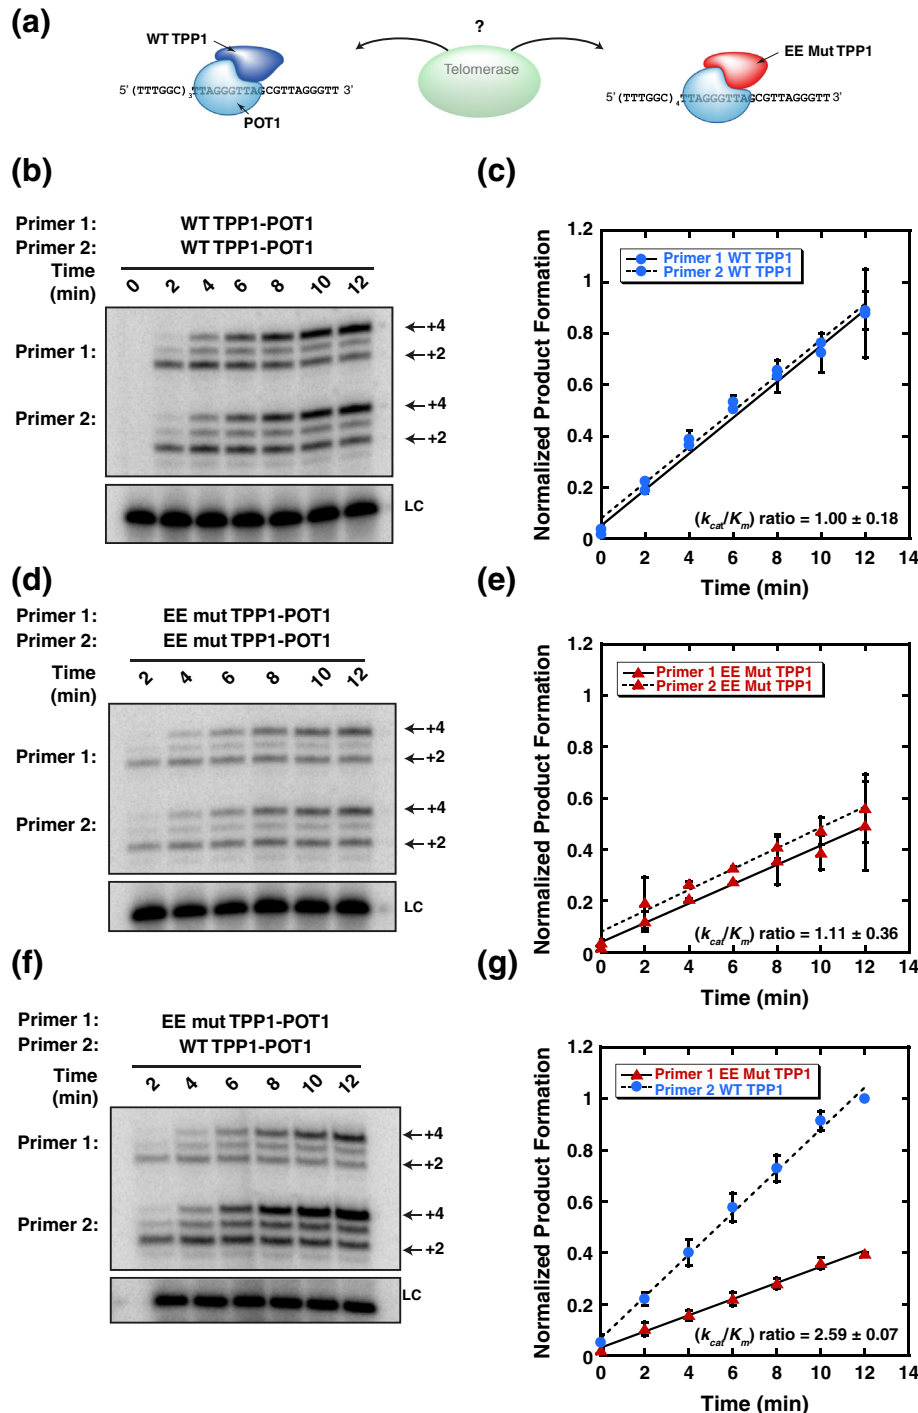 (a)
?
WT TPP1
EE Mut TPP1
Telomerase
5' (TTTGGC)3TTAGGGTTAGCGTTAGGGTT 3'
5' (TTTGGC)4TTAGGGTTAGCGTTAGGGTT 3'
POT1
(b)
Primer 1: WT TPP1-POT1
Primer 2: WT TPP1-POT1
Time (min)
0 2 4 6 8 10 12
Primer 1:
+4
+2
Primer 2:
+4
+2
LC
(c)
Normalized Product Formation
1.2
1
0.8
0.6
0.4
0.2
0
Primer 1 WT TPP1
Primer 2 WT TPP1
(kcat/Km) ratio = 1.00 ± 0.18
0 2 4 6 8 10 12 14
Time (min)
(d)
Primer 1: EE mut TPP1-POT1
Primer 2: EE mut TPP1-POT1
Time (min)
2 4 6 8 10 12
Primer 1:
+4
+2
Primer 2:
+4
+2
LC
(e)
Normalized Product Formation
1.2
1
0.8
0.6
0.4
0.2
0
Primer 1 EE Mut TPP1
Primer 2 EE Mut TPP1
(kcat/Km) ratio = 1.11 ± 0.36
0 2 4 6 8 10 12 14
Time (min)
(f)
Primer 1: EE mut TPP1-POT1
Primer 2: WT TPP1-POT1
Time (min)
2 4 6 8 10 12
Primer 1:
+4
+2
Primer 2:
+4
+2
LC
(g)
Normalized Product Formation
1.2
1
0.8
0.6
0.4
0.2
0
Primer 1 EE Mut TPP1
Primer 2 WT TPP1
(kcat/Km) ratio = 2.59 ± 0.07
0 2 4 6 8 10 12 14
Time (min)